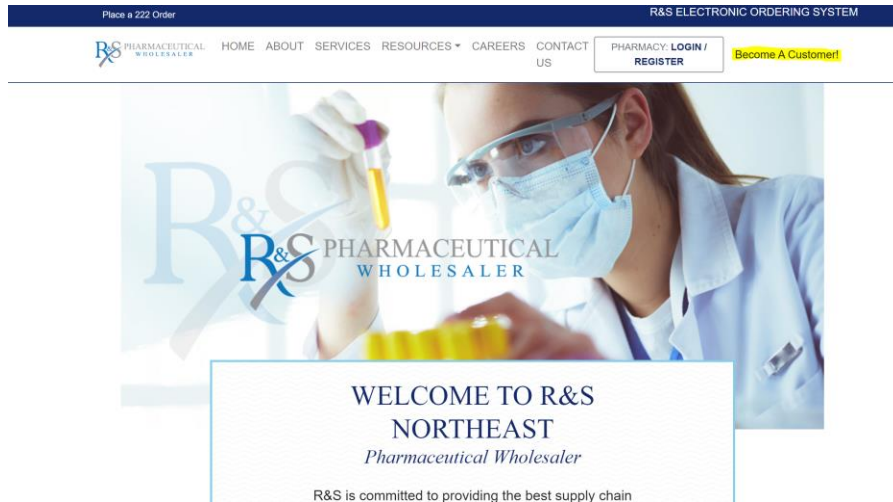 Place a 222 Order
R&S ELECTRONIC ORDERING SYSTEM
R&S PHARMACEUTICAL
WHOLESALER
HOME ABOUT SERVICES RESOURCES CAREERS CONTACT
US
PHARMACY: LOGIN /
REGISTER
Become A Customer!
R&S
R&S PHARMACEUTICAL
WHOLESALER
WELCOME TO R&S
NORTHEAST
Pharmaceutical Wholesaler
R&S is committed to providing the best supply chain